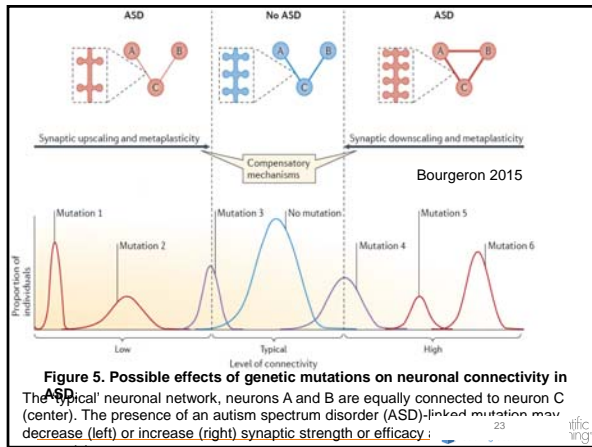 ASD
No ASD
ASD
A
B
C
A
B
C
A
B
C
Synaptic upscaling and metaplasticity
Synaptic downscaling and metaplasticity
Compensatory
mechanisms
Bourgeron 2015
Mutation 1
Mutation 2
Mutation 3
No mutation
Mutation 4
Mutation 5
Mutation 6
Proportion of
individuals
Low
Typical
High
Level of connectivity
Figure 5. Possible effects of genetic mutations on neuronal connectivity in
ASD.
The 'typical' neuronal network, neurons A and B are equally connected to neuron C
(center). The presence of an autism spectrum disorder (ASD)-linked mutation may
decrease (left) or increase (right) synaptic strength or efficacy
23